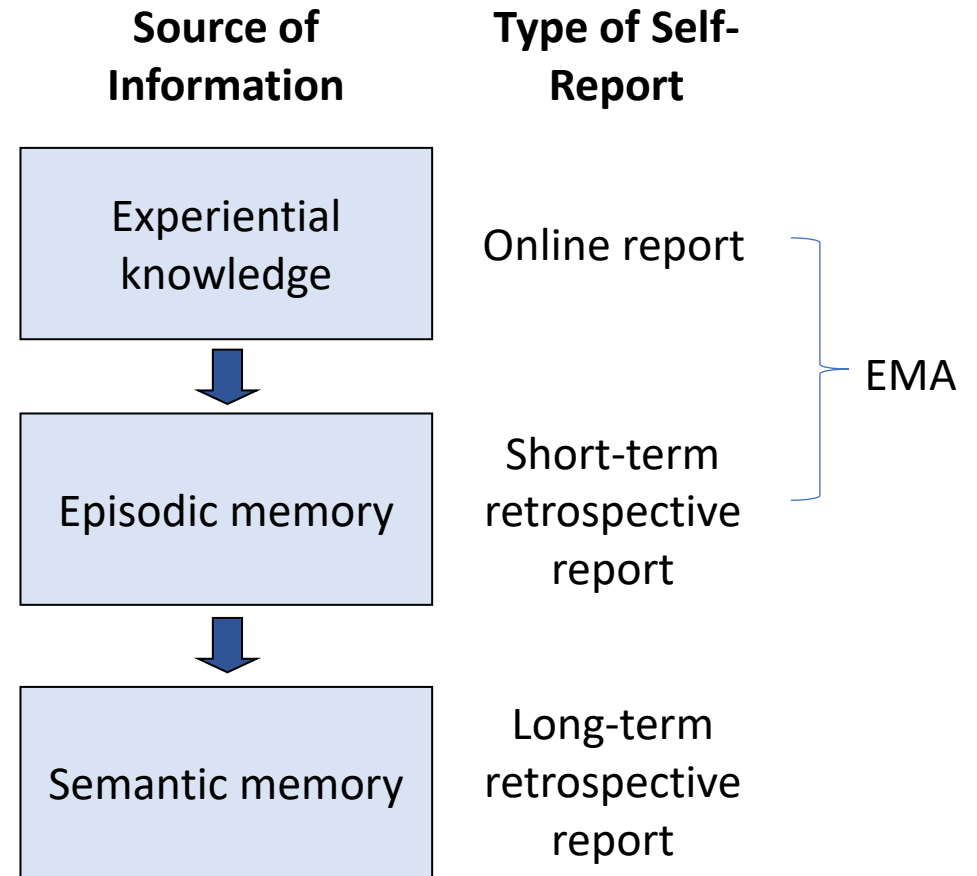 Source of
Information
Type of Self-
Report
Experiential
knowledge
Online report
EMA
Episodic memory
Short-term
retrospective
report
Semantic memory
Long-term
retrospective
report